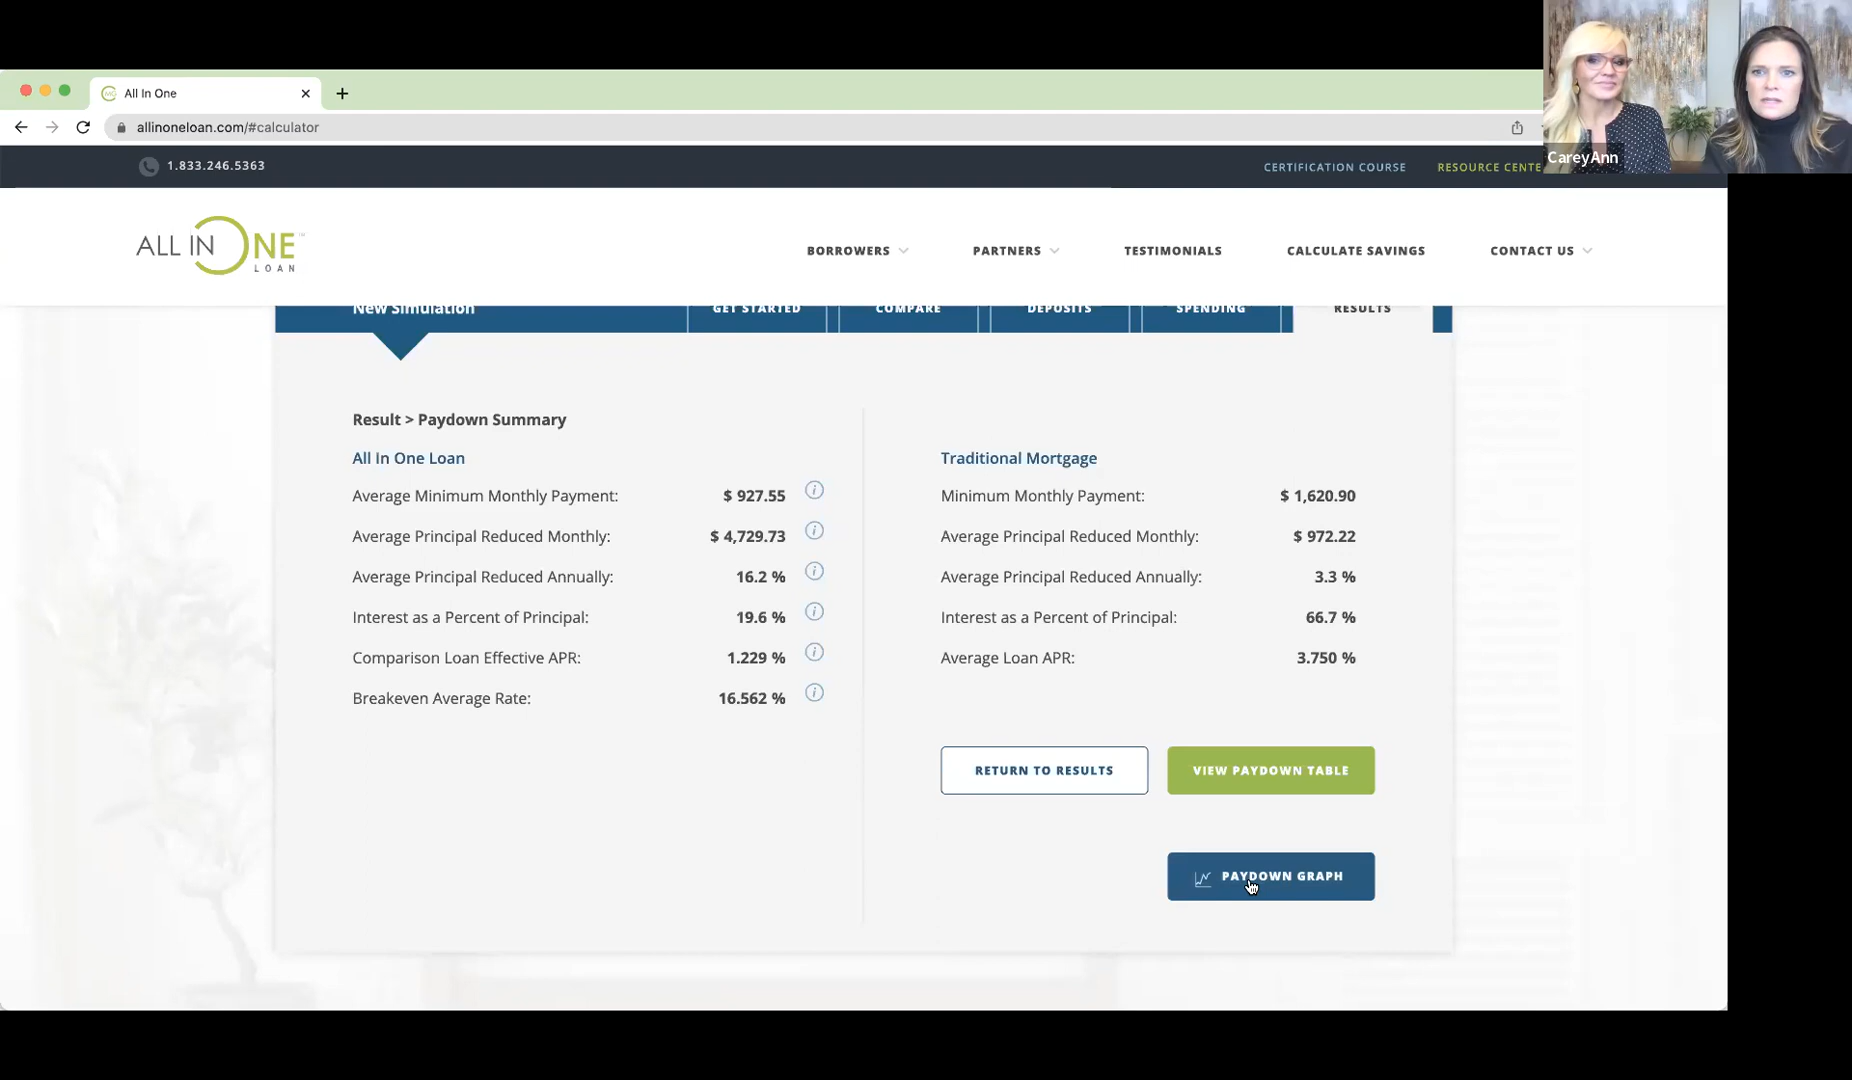 All In One
allinoneloan.com/#calculator
1.833.246.5363
CERTIFICATION COURSE
RESOURCE CENTE
CareyAnn
ALL IN ONE
LOAN
BORROWERS
PARTNERS
TESTIMONIALS
CALCULATE SAVINGS
CONTACT US
New Simulation
GET STARTED
COMPARE
DEPOSITS
SPENDING
RESULTS
Result > Paydown Summary
All In One Loan
Average Minimum Monthly Payment: $ 927.55
Average Principal Reduced Monthly: $ 4,729.73
Average Principal Reduced Annually: 16.2 %
Interest as a Percent of Principal: 19.6 %
Comparison Loan Effective APR: 1.229 %
Breakeven Average Rate: 16.562 %
Traditional Mortgage
Minimum Monthly Payment: $ 1,620.90
Average Principal Reduced Monthly: $ 972.22
Average Principal Reduced Annually: 3.3 %
Interest as a Percent of Principal: 66.7 %
Average Loan APR: 3.750 %
RETURN TO RESULTS
VIEW PAYDOWN TABLE
PAYDOWN GRAPH